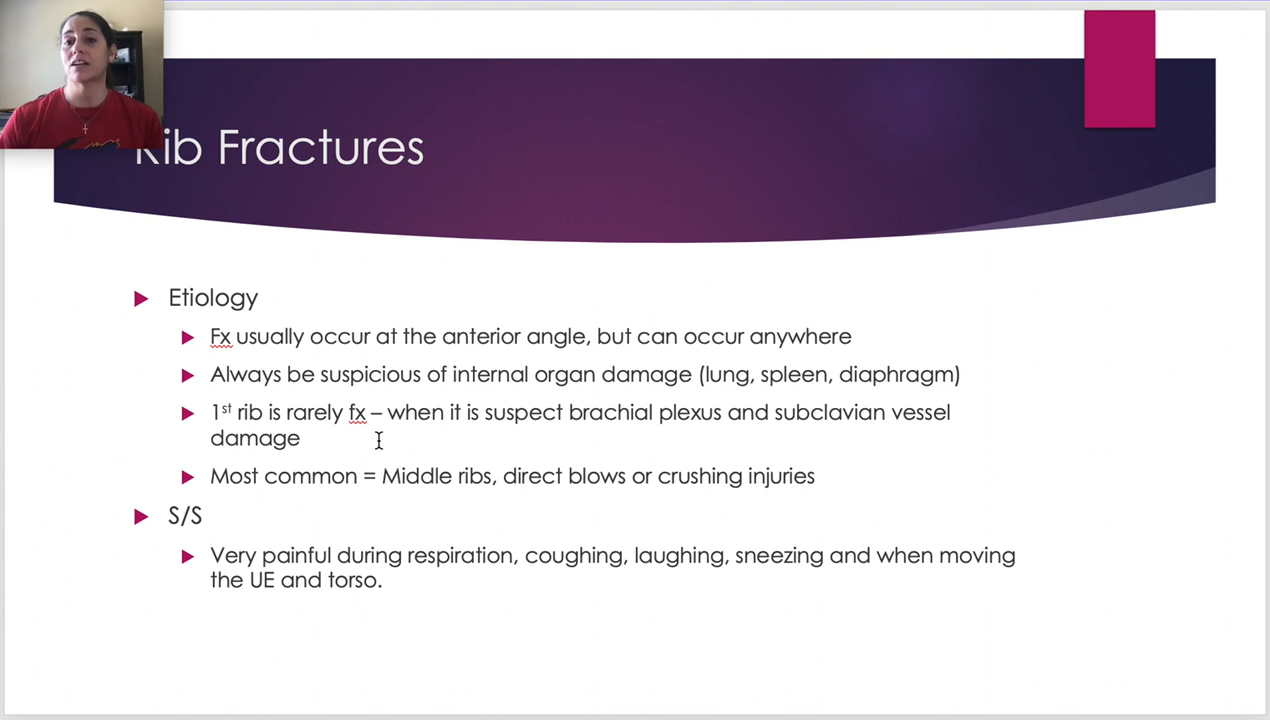 Rib Fractures
Etiology
Fx usually occur at the anterior angle, but can occur anywhere
Always be suspicious of internal organ damage (lung, spleen, diaphragm)
1st rib is rarely fx – when it is suspect brachial plexus and subclavian vessel
damage
Most common = Middle ribs, direct blows or crushing injuries
S/S
Very painful during respiration, coughing, laughing, sneezing and when moving
the UE and torso.